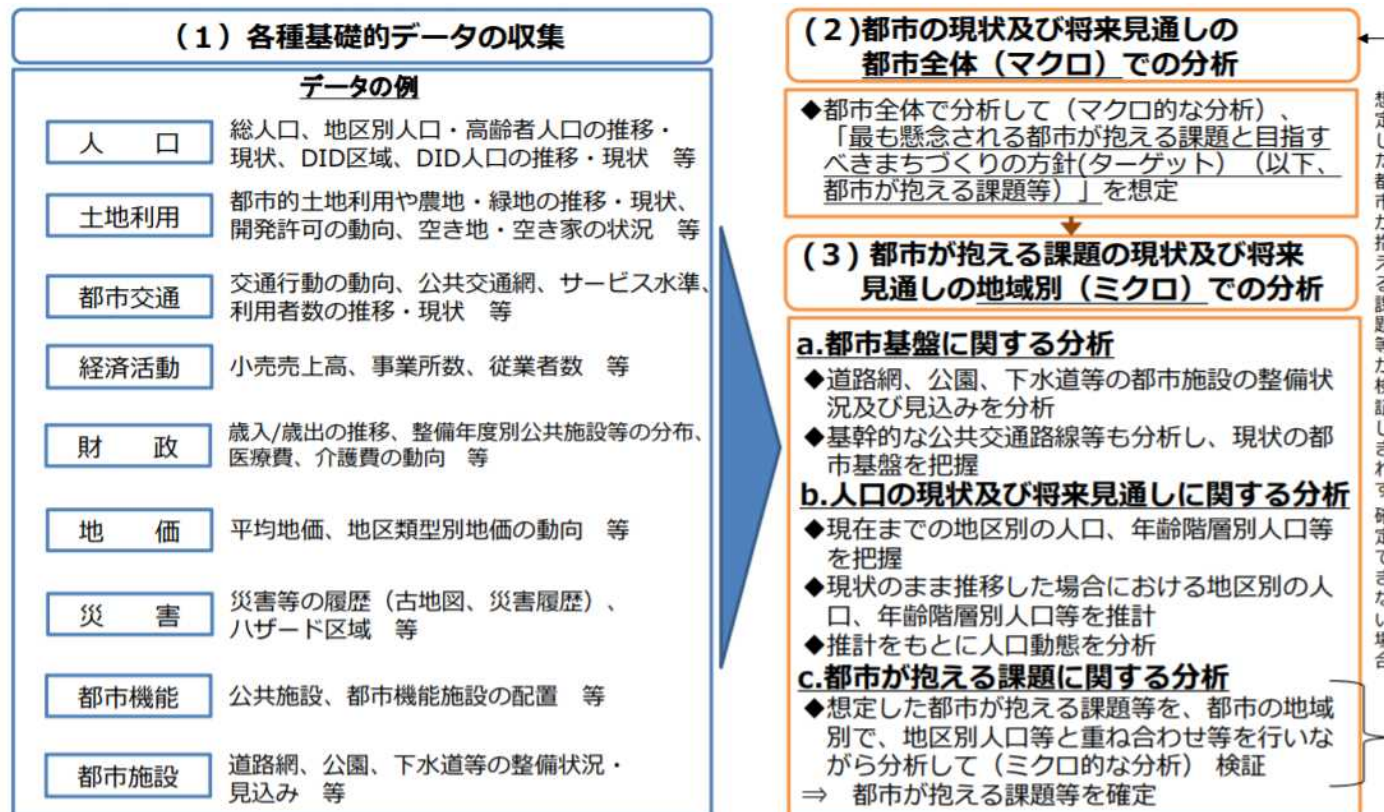 (1)各種基礎的データの収集
データの例
人 口
総人口、地区別人口・高齢者人口の推移・
現状、DID区域、DID人口の推移・現状 等
土地利用
都市的土地利用や農地・緑地の推移・現状、
開発許可の動向、空き地・空き家の状況 等
都市交通
交通行動の動向、公共交通網、サービス水準、
利用者数の推移・現状 等
経済活動
小売売上高、事業所数、従業者数 等
財 政
歳入/歳出の推移、整備年度別公共施設等の分布、
医療費、介護費の動向 等
地 価
平均地価、地区類型別地価の動向 等
災 害
災害等の履歴(古地図、災害履歴)、
ハザード区域 等
都市機能
公共施設、都市機能施設の配置 等
都市施設
道路網、公園、下水道等の整備状況・
見込み 等
(2)都市の現状及び将来見通しの
都市全体(マクロ)での分析
◆都市全体で分析して(マクロ的な分析)、
「最も懸念される都市が抱える課題と目指す
べきまちづくりの方針(ターゲット)(以下、
都市が抱える課題等)」を想定
(3)都市が抱える課題の現状及び将来
見通しの地域別(ミクロ)での分析
a.都市基盤に関する分析
◆道路網、公園、下水道等の都市施設の整備状
況及び見込みを分析
◆基幹的な公共交通路線等も分析し、現状の都
市基盤を把握
b.人口の現状及び将来見通しに関する分析
◆現在までの地区別の人口、年齢階層別人口等
を把握
◆現状のまま推移した場合における地区別の人
口、年齢階層別人口等を推計
◆推計をもとに人口動態を分析
c.都市が抱える課題に関する分析
◆想定した都市が抱える課題等を、都市の地域
別で、地区別人口等と重ね合わせ等を行いな
がら分析して(ミクロ的な分析) 検証
⇒ 都市が抱える課題等を確定
想定した都市が抱える課題等が検証しきれず確定できない場合